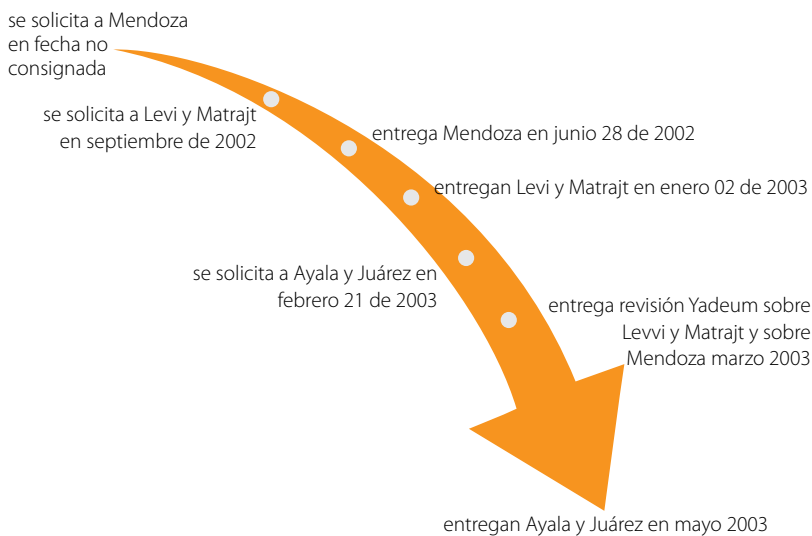 se solicita a Mendoza
en fecha no
consignada
se solicita a Levi y Matrajt
en septiembre de 2002
entrega Mendoza en junio 28 de 2002
entregan Levi y Matrajt en enero 02 de 2003
se solicita a Ayala y Juárez en
febrero 21 de 2003
entrega revisión Yadeum sobre
Levvi y Matrajt y sobre
Mendoza marzo 2003
entregan Ayala y Juárez en mayo 2003